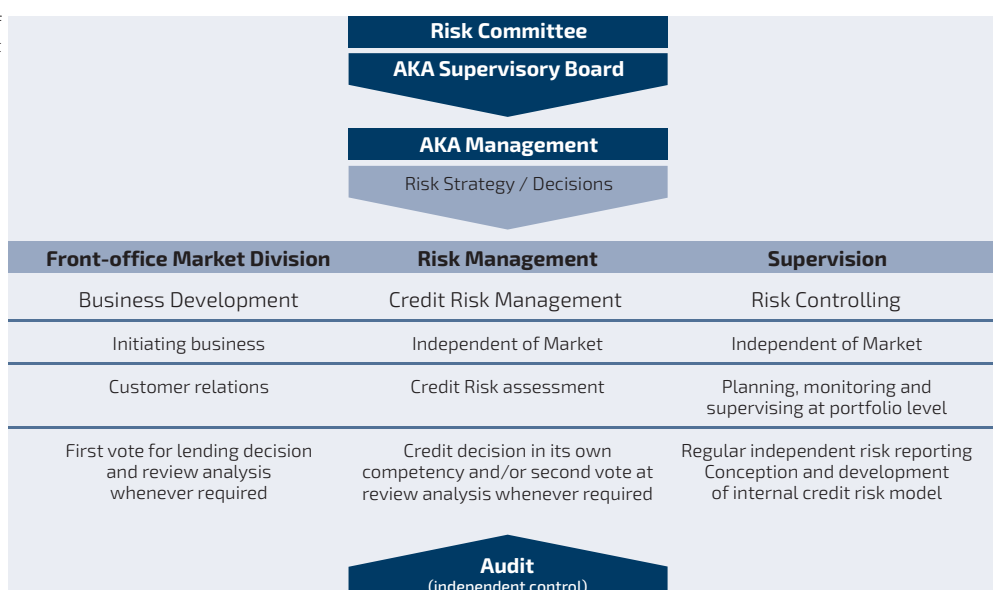 Risk Committee
AKA Supervisory Board
AKA Management
Risk Strategy / Decisions
Front-office Market Division
Risk Management
Supervision
Business Development
Credit Risk Management
Risk Controlling
Initiating business
Independent of Market
Independent of Market
Customer relations
Credit Risk assessment
Planning, monitoring and
supervising at portfolio level
First vote for lending decision
and review analysis
whenever required
Credit decision in its own
competency and/or second vote at
review analysis whenever required
Regular independent risk reporting
Conception and development
of internal credit risk model
Audit
(independent control)